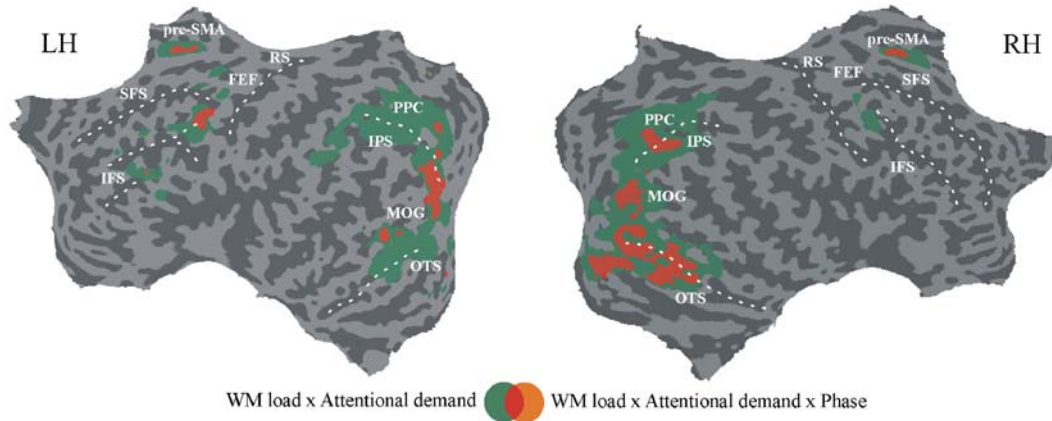 LH
pre-SMA
RS
FEF
SFS
PPC
IPS
IFS
MOG
OTS
RH
pre-SMA
RS
FEF
SFS
PPC
IPS
IFS
MOG
OTS
WM load x Attentional demand
WM load x Attentional demand x Phase